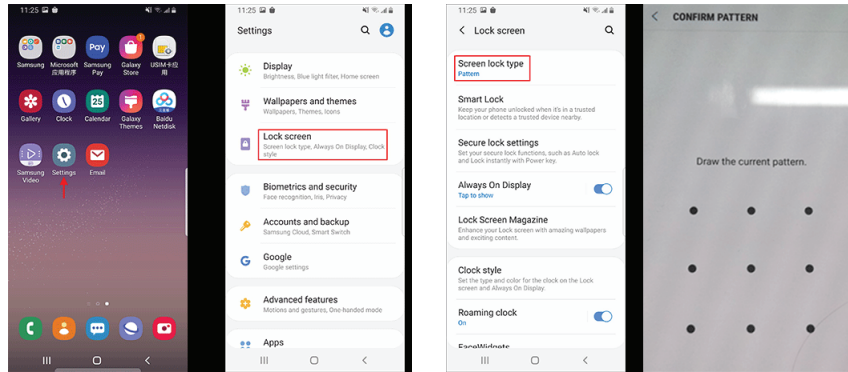 11:25
Samsung
Microsoft
应用程序
Samsung
Pay
Galaxy
Store
USIM卡应
用
Gallery
Clock
Calendar
Galaxy
Themes
Baidu
Netdisk
Samsung
Video
Settings
Email
11:25
Settings
Display
Brightness, Blue light filter, Home screen
Wallpapers and themes
Wallpapers, Themes, Icons
Lock screen
Screen lock type, Always On Display, Clock
style
Biometrics and security
Face recognition, Iris, Privacy
Accounts and backup
Samsung Cloud, Smart Switch
Google
Google settings
Advanced features
Motions and gestures, One-handed mode
Apps
11:25
Lock screen
Screen lock type
Pattern
Smart Lock
Keep your phone unlocked when it's in a trusted
location or detects a trusted device nearby.
Secure lock settings
Set your secure lock functions, such as Auto lock
and Lock instantly with Power key.
Always On Display
Tap to show
Lock Screen Magazine
Enhance your Lock screen with amazing wallpapers
and exciting content.
Clock style
Set the type and color for the clock on the Lock
screen and Always On Display.
Roaming clock
On
FaceWidgets
CONFIRM PATTERN
Draw the current pattern.